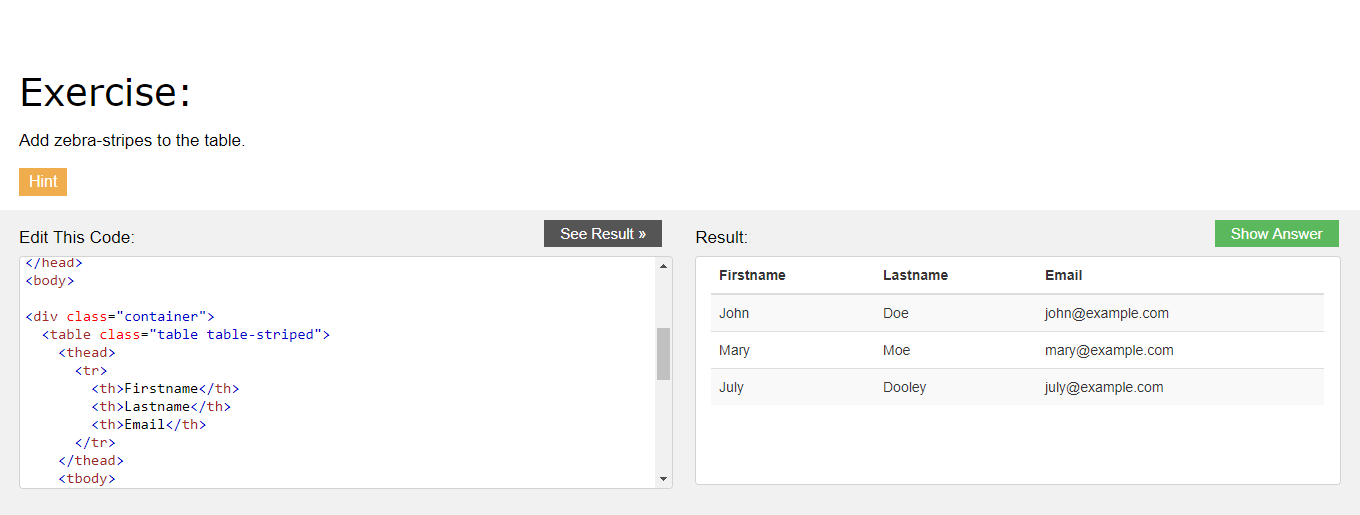 Exercise:
Add zebra-stripes to the table.
Hint
Edit This Code:
See Result »
</head>
<body>
<div class="container">
<table class="table table-striped">
<thead>
<tr>
<th>Firstname</th>
<th>Lastname</th>
<th>Email</th>
</tr>
</thead>
<tbody>
Result:
Show Answer
Firstname Lastname Email
John Doe john@example.com
Mary Moe mary@example.com
July Dooley july@example.com